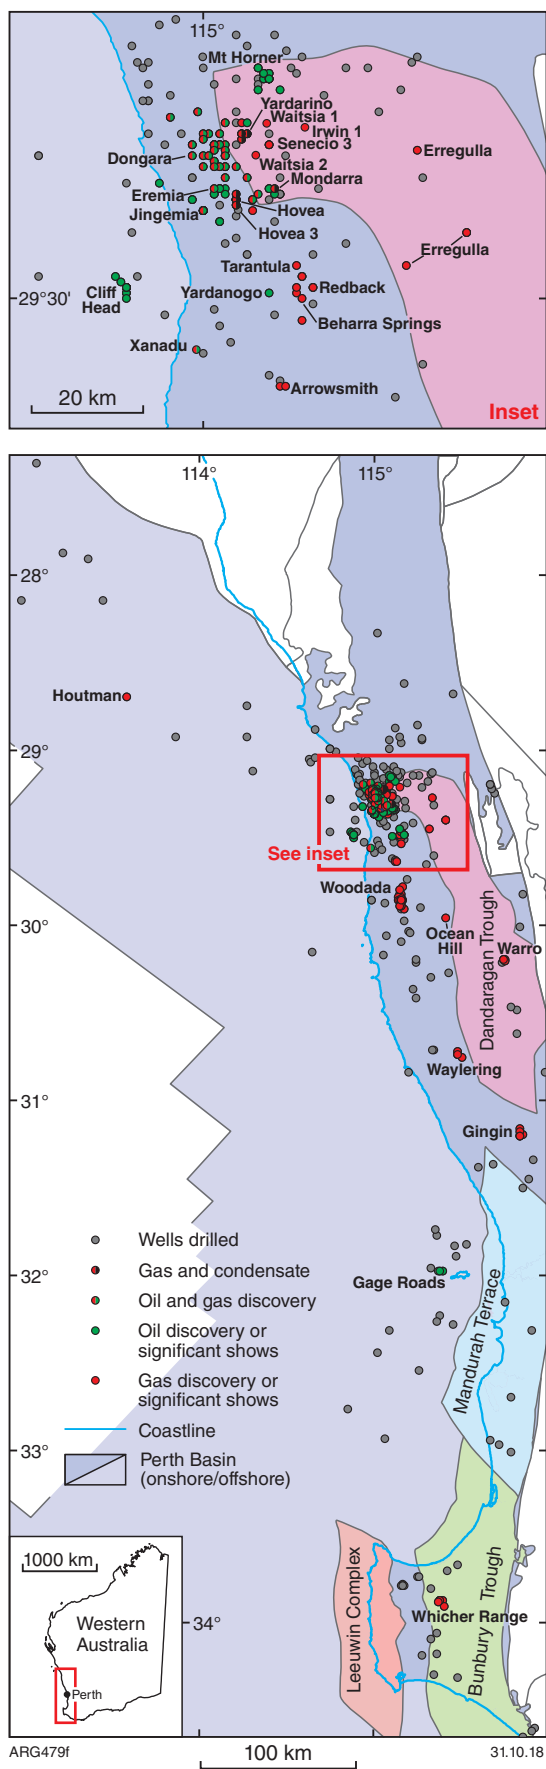 115°
Mt Horner
Yardarino
Waitsia 1
Irwin 1
Senecio 3
Erregulla
Dongara
Waitsia 2
Mondarra
Eremia
Hovea
Jingemia
Hovea 3
Erregulla
Tarantula
Redback
Yardanogo
29°30'
Cliff
Head
Beharra Springs
Xanadu
Arrowsmith
20 km
Inset
114°
115°
28°
Houtman
29°
See inset
Woodada
30°
Ocean
Hill
Warro
Dandaragan Trough
Waylering
31°
Gingin
Wells drilled
Gas and condensate
Oil and gas discovery
Oil discovery or
significant shows
Gas discovery or
significant shows
Coastline
Perth Basin
(onshore/offshore)
32°
Gage Roads
Mandurah Terrace
33°
1000 km
Western
Australia
Perth
34°
Leeuwin Complex
Whicher Range
Bunbury Trough
ARG479f
100 km
31.10.18